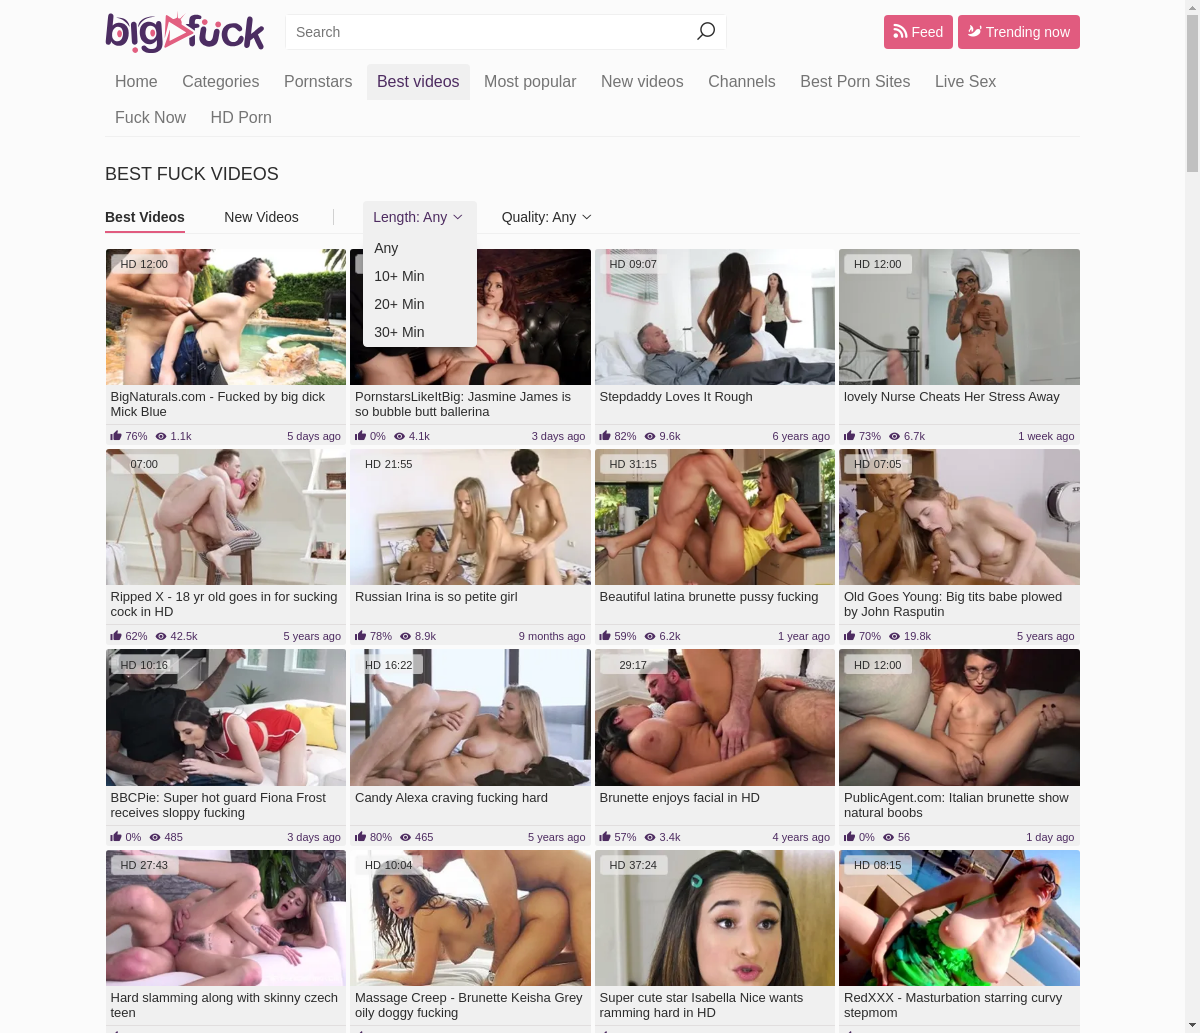 bigfuck
Search
Feed
Trending now
Home Categories Pornstars Best videos Most popular New videos Channels Best Porn Sites Live Sex
Fuck Now HD Porn
BEST FUCK VIDEOS
Best Videos New Videos Length: Any Quality: Any
Any
10+ Min
20+ Min
30+ Min
HD 12:00
HD 09:07
HD 12:00
BigNaturals.com - Fucked by big dick
Mick Blue
76% 1.1k 5 days ago
PornstarsLikeItBig: Jasmine James is
so bubble butt ballerina
0% 4.1k 3 days ago
Stepdaddy Loves It Rough
82% 9.6k 6 years ago
lovely Nurse Cheats Her Stress Away
73% 6.7k 1 week ago
07:00
HD 21:55
HD 31:15
HD 07:05
Ripped X - 18 yr old goes in for sucking
cock in HD
62% 42.5k 5 years ago
Russian Irina is so petite girl
78% 8.9k 9 months ago
Beautiful latina brunette pussy fucking
59% 6.2k 1 year ago
Old Goes Young: Big tits babe plowed
by John Rasputin
70% 19.8k 5 years ago
HD 10:16
HD 16:22
29:17
HD 12:00
BBCPie: Super hot guard Fiona Frost
receives sloppy fucking
0% 485 3 days ago
Candy Alexa craving fucking hard
80% 465 5 years ago
Brunette enjoys facial in HD
57% 3.4k 4 years ago
PublicAgent.com: Italian brunette show
natural boobs
0% 56 1 day ago
HD 27:43
HD 10:04
HD 37:24
HD 08:15
Hard slamming along with skinny czech
teen
Massage Creep - Brunette Keisha Grey
oily doggy fucking
Super cute star Isabella Nice wants
ramming hard in HD
RedXXX - Masturbation starring curvy
stepmom